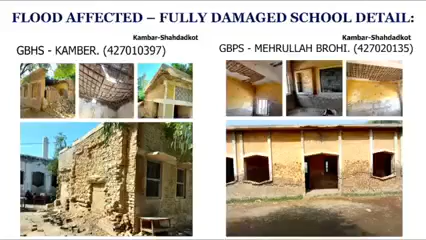 FLOOD AFFECTED – FULLY DAMAGED SCHOOL DETAIL:
Kambar-Shahdadkot
GBHS - KAMBER. (427010397)
Kambar-Shahdadkot
GBPS - MEHRULLAH BROHI. (427020135)